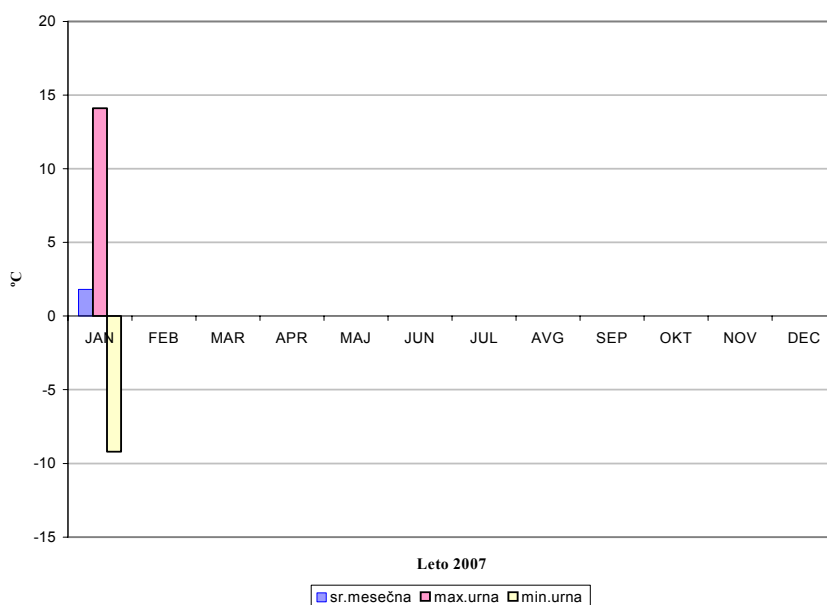 20
15
10
5
0
-5
-10
-15
ºC
JAN FEB MAR APR MAJ JUN JUL AVG SEP OKT NOV DEC
Leto 2007
sr.mesečna max.urna min.urna